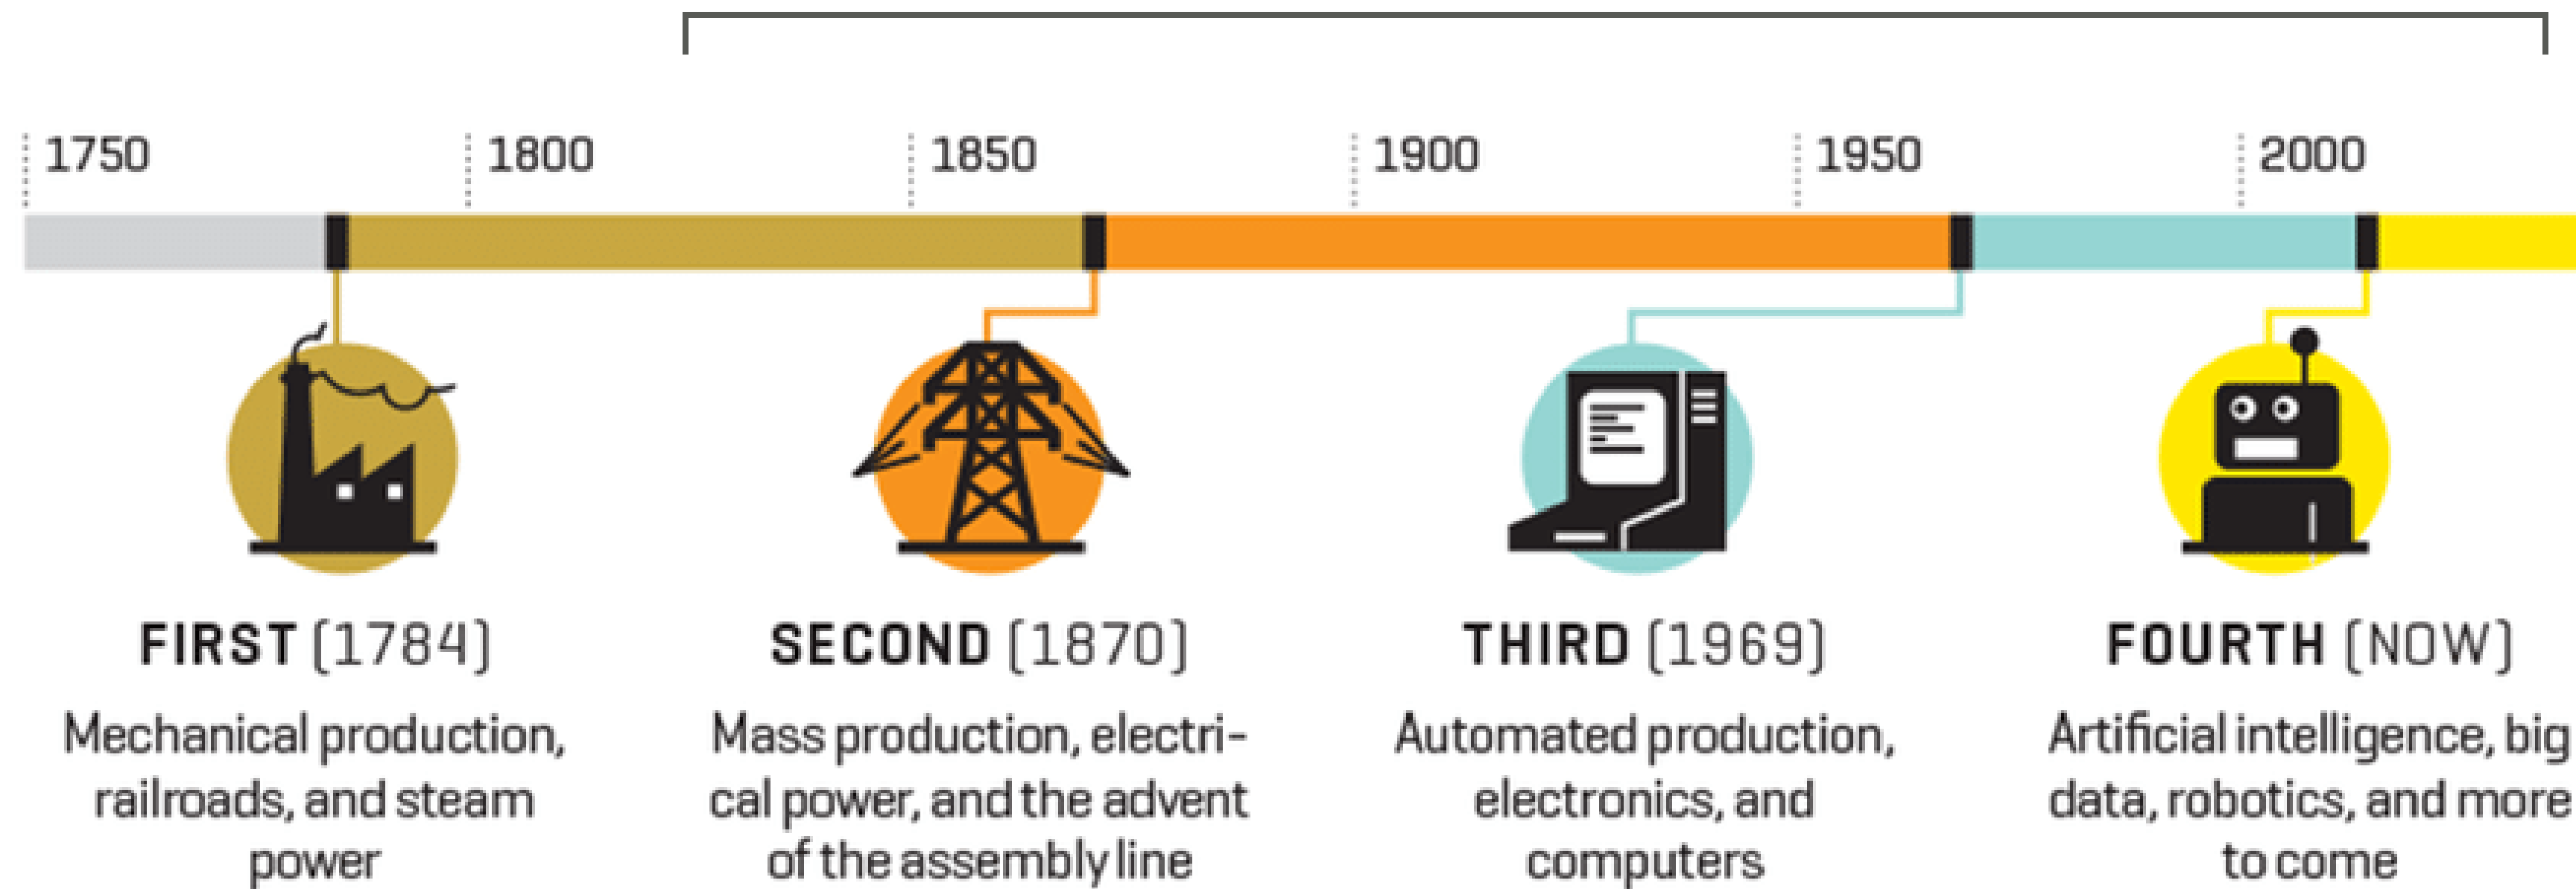 1750 1800 1850 1900 1950 2000
FIRST (1784)
Mechanical production,
railroads, and steam
power
SECOND (1870)
Mass production, electri-
cal power, and the advent
of the assembly line
THIRD (1969)
Automated production,
electronics, and
computers
FOURTH (NOW)
Artificial intelligence, big
data, robotics, and more
to come